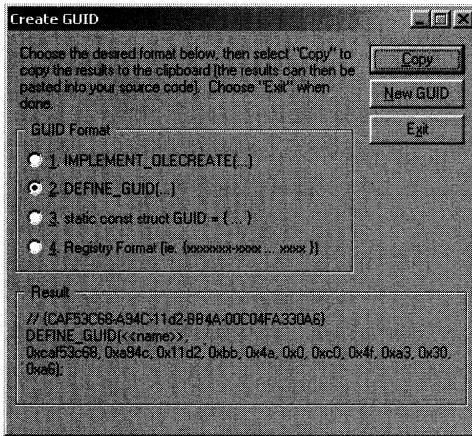 Create GUID
Choose the desired format below, then select "Copy" to
copy the results to the clipboard (the results can then be
pasted into your source code). Choose "Exit" when
done.
Copy
New GUID
Exit
GUID Format
1. IMPLEMENT_OLECREATE(...)
2. DEFINE_GUID(...)
3. static const struct GUID = { ... }
4. Registry Format (ie. {xxxxxxx-xxxx ... xxxx })
Result
// {CAF53C68-A94C-11d2-BB4A-00C04FA330A6}
DEFINE_GUID(<<name>>,
0xcaf53c68, 0xa94c, 0x11d2, 0xbb, 0x4a, 0x0, 0xc0, 0x4f, 0xa3, 0x30,
0xa6);